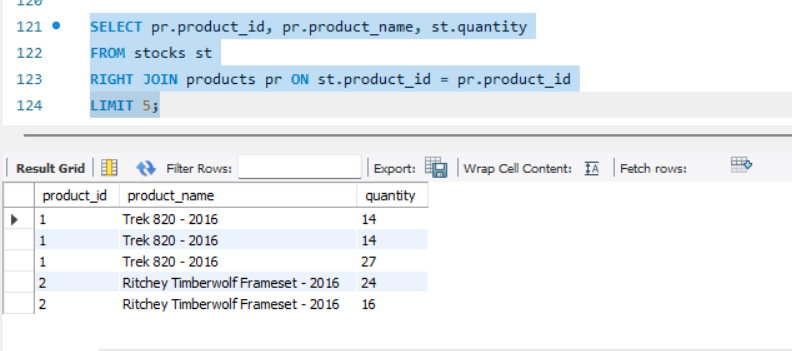 120
121 SELECT pr.product_id, pr.product_name, st.quantity
122 FROM stocks st
123 RIGHT JOIN products pr ON st.product_id = pr.product_id
124 LIMIT 5;
Result Grid Filter Rows: Export: Wrap Cell Content: IA Fetch rows:
product_id product_name quantity
1 Trek 820 - 2016 14
1 Trek 820 - 2016 14
1 Trek 820 - 2016 27
2 Ritchey Timberwolf Frameset - 2016 24
2 Ritchey Timberwolf Frameset - 2016 16